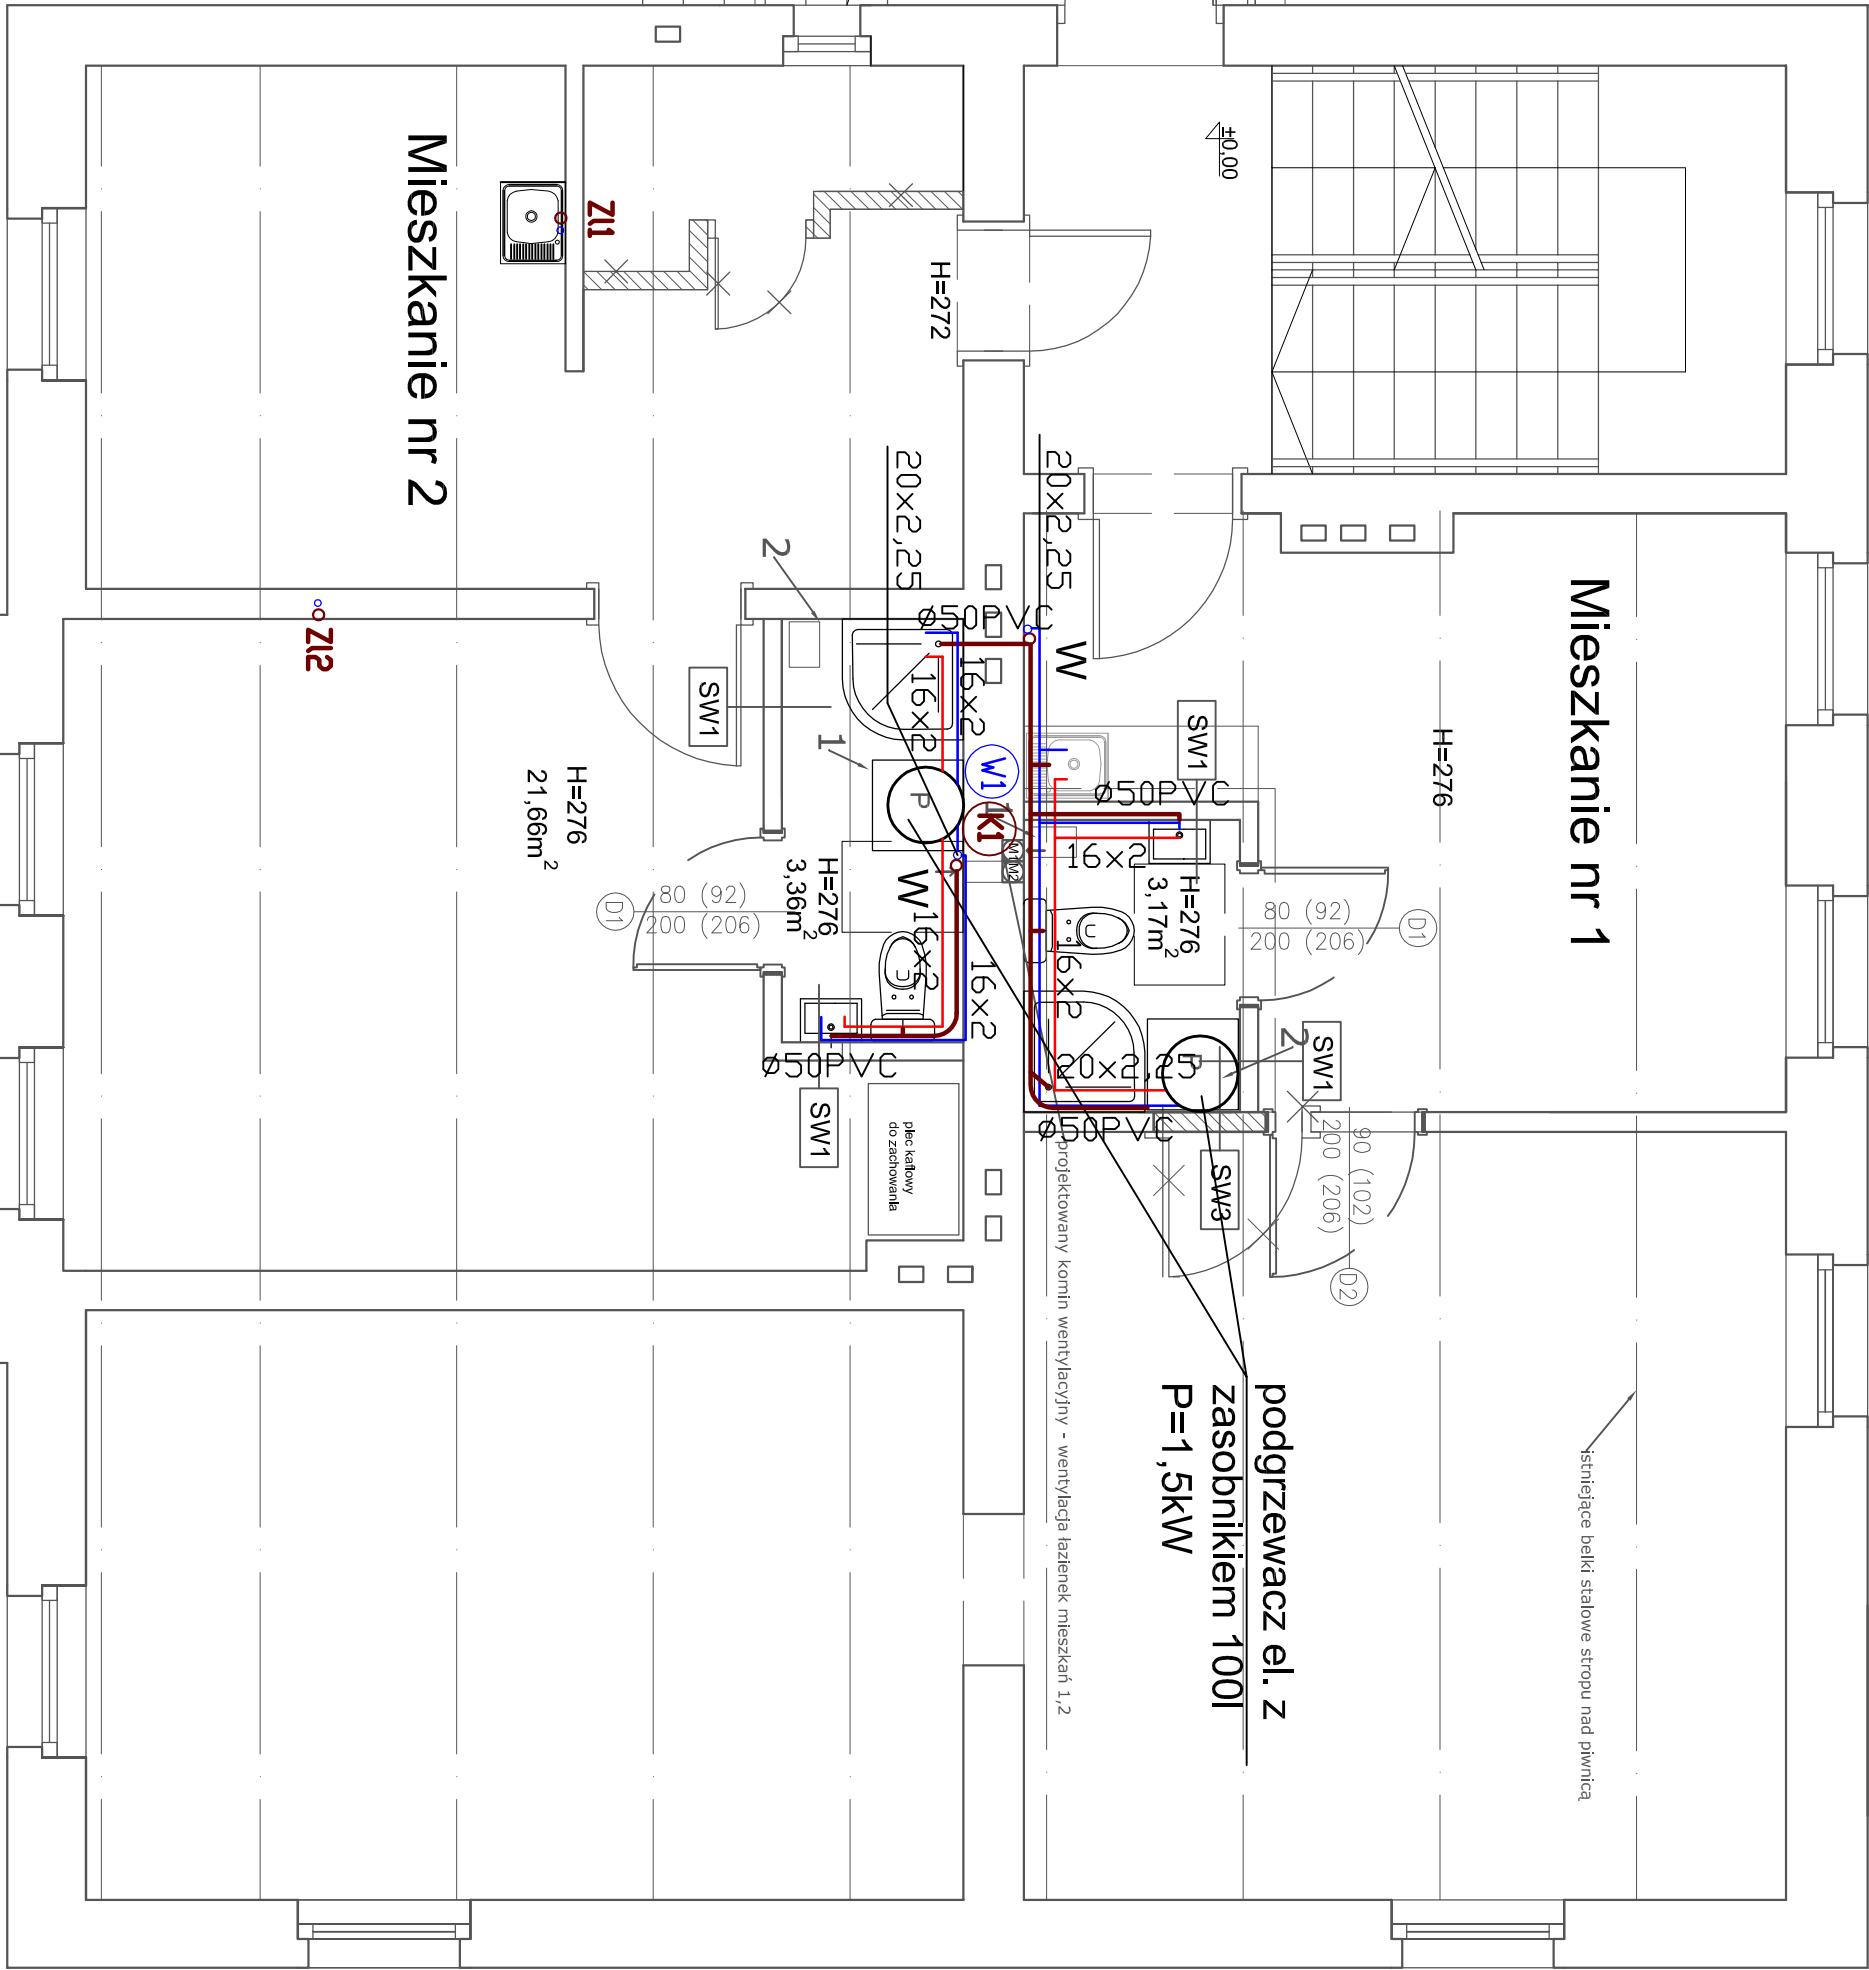 Mieszkanie nr 1
H=276
±0,00
Mieszkanie nr 2
Zl1
Zl2
H=272
20x2,25
20x2,25
ø50PVC
W
2
SW1
1
16x2
16x2
W1
K1
1
M1
M2
SW1
ø50PVC
16x2
H=276
3,17m²
80 (92)
200 (206)
D1
16x2
20x2,25
P
2
SW1
ø50PVC
SW3
90 (102)
200 (206)
D2
P
W
16x2
16x2
H=276
3,36m²
80 (92)
200 (206)
D1
H=276
21,66m²
ø50PVC
SW1
piec kaflowy
do zachowania
projektowany komin wentylacyjny - wentylacja łazienek mieszkań 1,2
podgrzewacz el. z
zasobnikiem 100l
P=1,5kW
istniejące belki stalowe stropu nad piwnicą